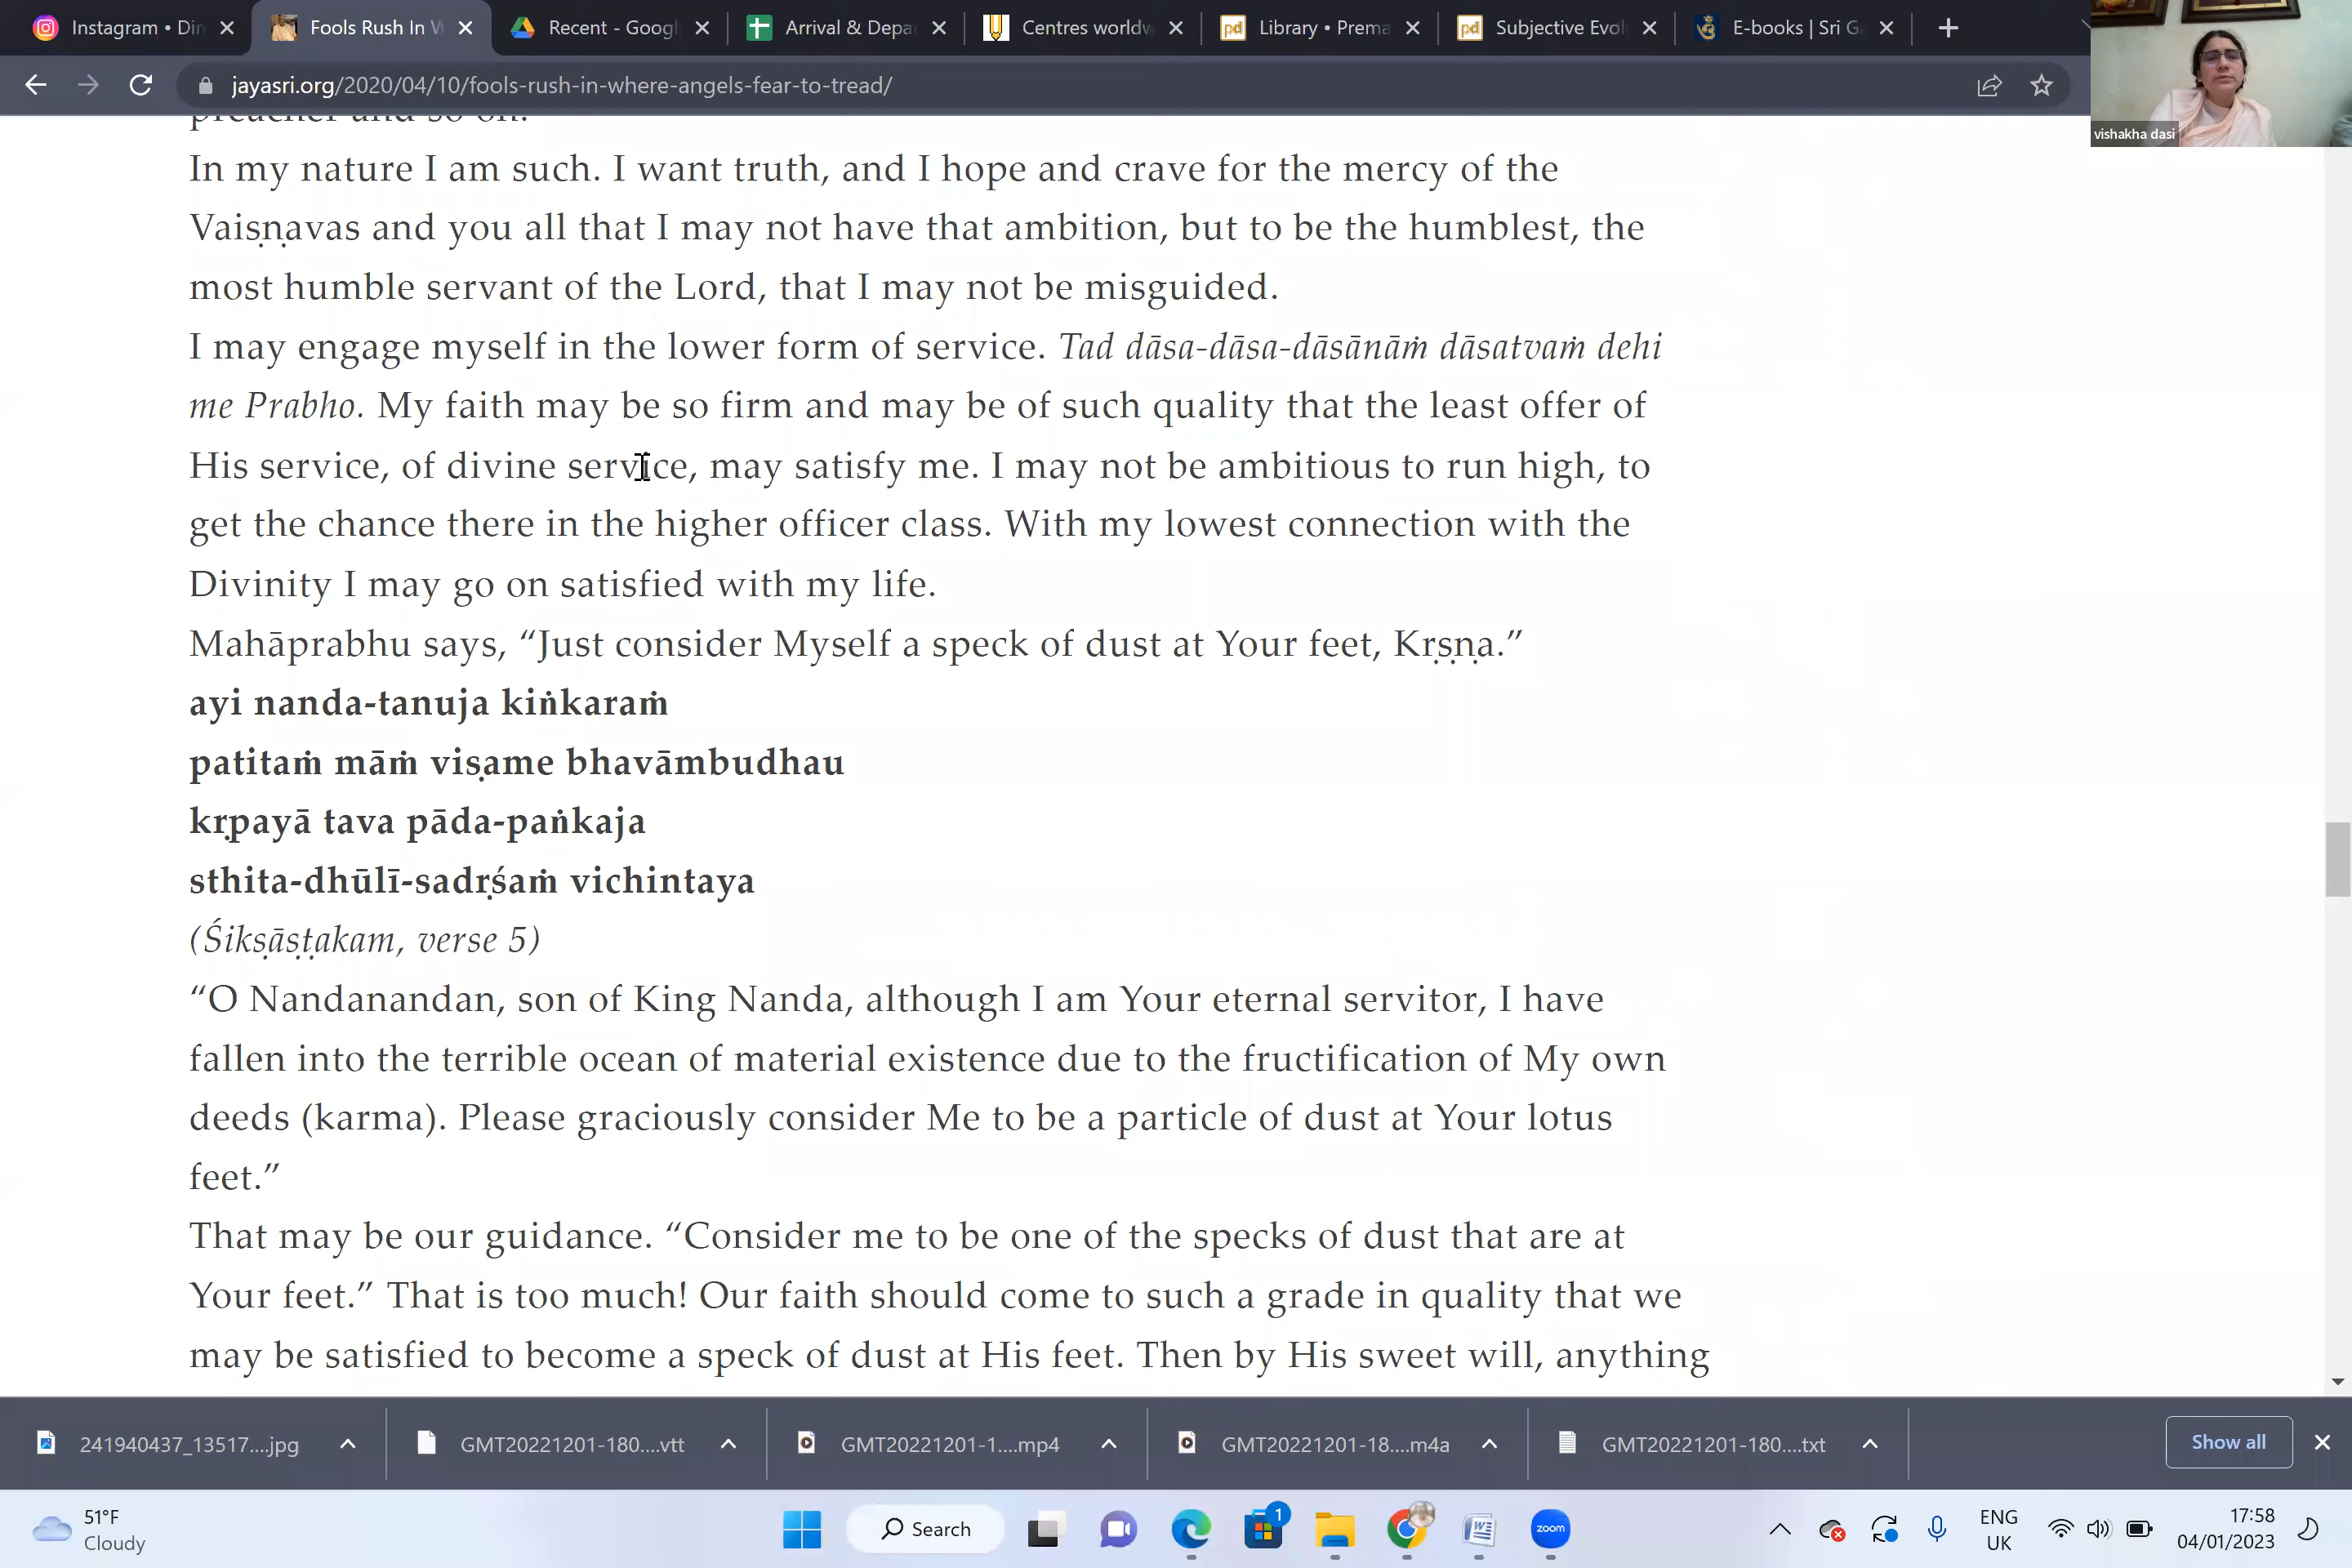 Instagram • Dir
Fools Rush In W
Recent - Googl
Arrival & Depa
Centres worldw
Library • Prema
Subjective Evol
E-books | Sri G
jayasri.org/2020/04/10/fools-rush-in-where-angels-fear-to-tread/
vishakha dasi
preacher and so on.
In my nature I am such. I want truth, and I hope and crave for the mercy of the
Vaiṣṇavas and you all that I may not have that ambition, but to be the humblest, the
most humble servant of the Lord, that I may not be misguided.
I may engage myself in the lower form of service. Tad dāsa-dāsa-dāsānāṁ dāsatvaṁ dehi
me Prabho. My faith may be so firm and may be of such quality that the least offer of
His service, of divine service, may satisfy me. I may not be ambitious to run high, to
get the chance there in the higher officer class. With my lowest connection with the
Divinity I may go on satisfied with my life.
Mahāprabhu says, “Just consider Myself a speck of dust at Your feet, Kṛṣṇa.”
ayi nanda-tanuja kiṅkaraṁ
patitaṁ māṁ viṣame bhavāmbudhau
kṛpayā tava pāda-paṅkaja
sthita-dhūlī-sadṛśaṁ vichintaya
(Śikṣāṣṭakam, verse 5)
“O Nandanandan, son of King Nanda, although I am Your eternal servitor, I have
fallen into the terrible ocean of material existence due to the fructification of My own
deeds (karma). Please graciously consider Me to be a particle of dust at Your lotus
feet.”
That may be our guidance. “Consider me to be one of the specks of dust that are at
Your feet.” That is too much! Our faith should come to such a grade in quality that we
may be satisfied to become a speck of dust at His feet. Then by His sweet will, anything
241940437_13517....jpg
GMT20221201-180....vtt
GMT20221201-1....mp4
GMT20221201-18....m4a
GMT20221201-180....txt
Show all
51°F
Cloudy
Search
1
zoom
ENG
UK
17:58
04/01/2023